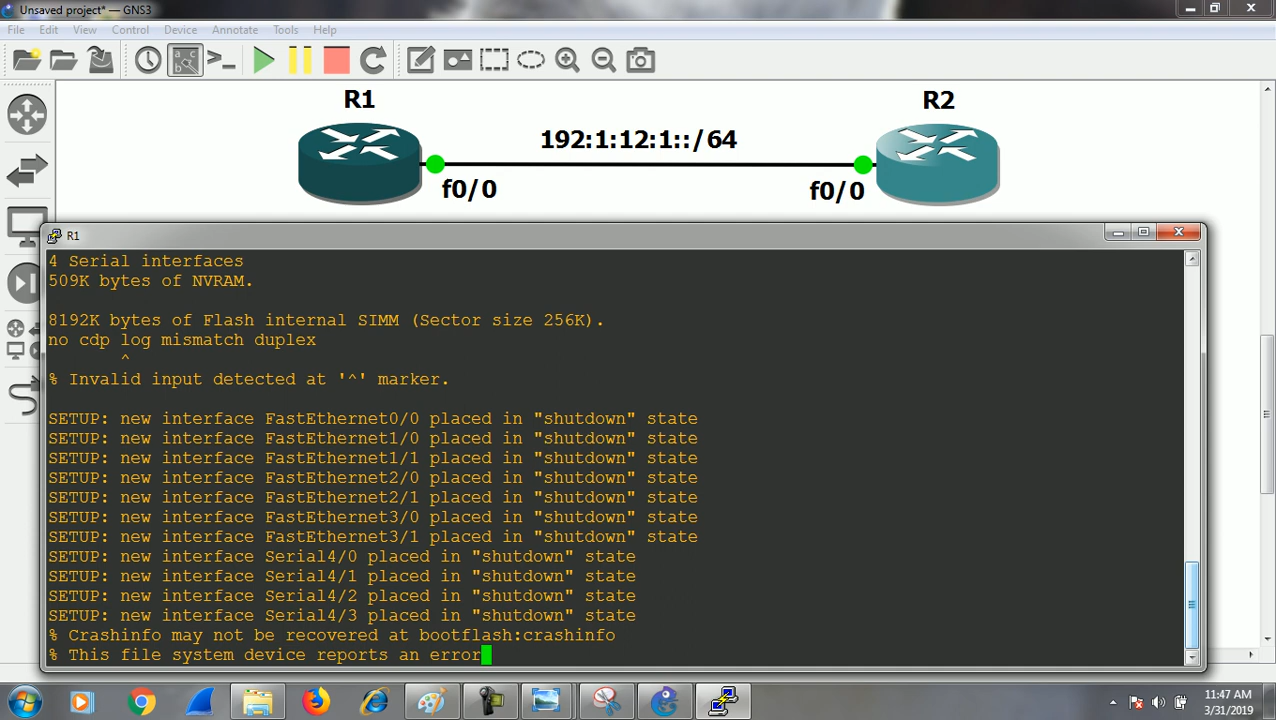 Unsaved project* — GNS3
File Edit View Control Device Annotate Tools Help
R1
R2
192:1:12:1::/64
f0/0
f0/0
R1
4 Serial interfaces
509K bytes of NVRAM.
8192K bytes of Flash internal SIMM (Sector size 256K).
no cdp log mismatch duplex
^
% Invalid input detected at '^' marker.
SETUP: new interface FastEthernet0/0 placed in "shutdown" state
SETUP: new interface FastEthernet1/0 placed in "shutdown" state
SETUP: new interface FastEthernet1/1 placed in "shutdown" state
SETUP: new interface FastEthernet2/0 placed in "shutdown" state
SETUP: new interface FastEthernet2/1 placed in "shutdown" state
SETUP: new interface FastEthernet3/0 placed in "shutdown" state
SETUP: new interface FastEthernet3/1 placed in "shutdown" state
SETUP: new interface Serial4/0 placed in "shutdown" state
SETUP: new interface Serial4/1 placed in "shutdown" state
SETUP: new interface Serial4/2 placed in "shutdown" state
SETUP: new interface Serial4/3 placed in "shutdown" state
% Crashinfo may not be recovered at bootflash:crashinfo
% This file system device reports an error
11:47 AM
3/31/2019